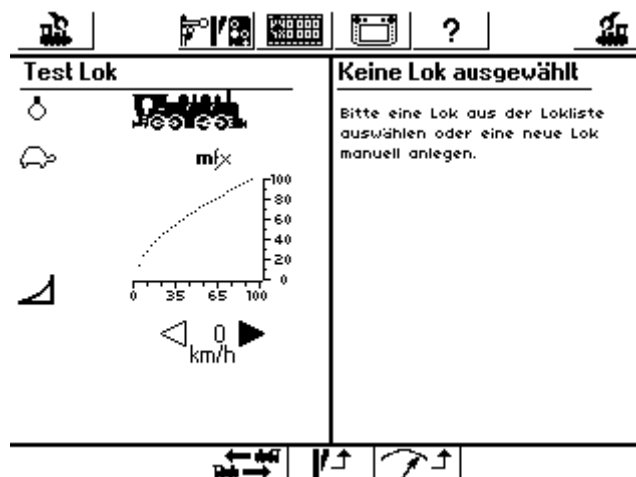 ?
Test Lok
mfx
100
80
60
40
20
0
0 35 65 100
0
km/h
Keine Lok ausgewählt
Bitte eine Lok aus der Lokliste
auswählen oder eine neue Lok
manuell anlegen.